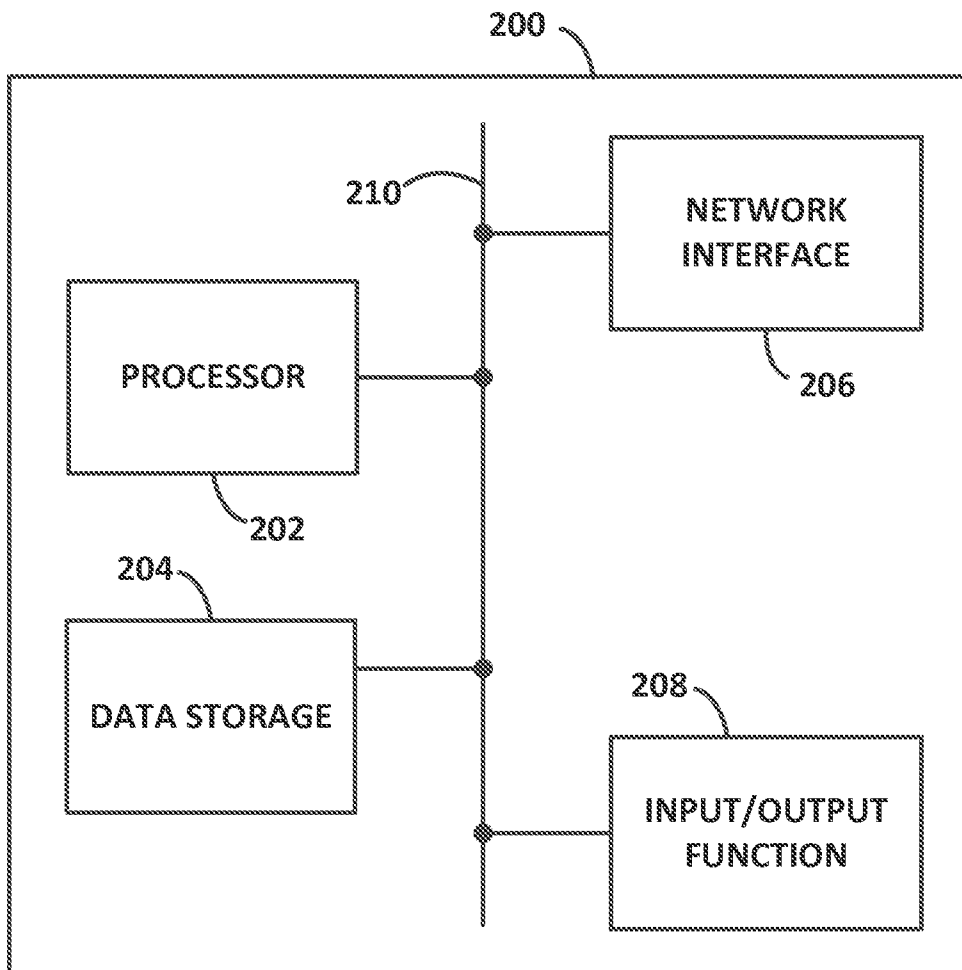 200
210
NETWORK
INTERFACE
206
PROCESSOR
202
204
DATA STORAGE
208
INPUT/OUTPUT
FUNCTION